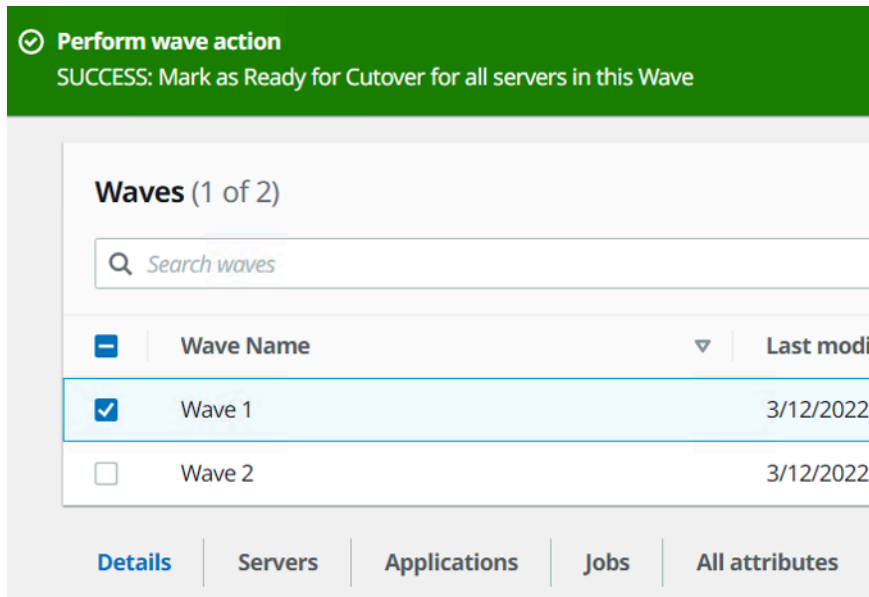 Perform wave action
SUCCESS: Mark as Ready for Cutover for all servers in this Wave
Waves (1 of 2)
Search waves
Wave Name Last modi
Wave 1 3/12/2022
Wave 2 3/12/2022
Details Servers Applications Jobs All attributes